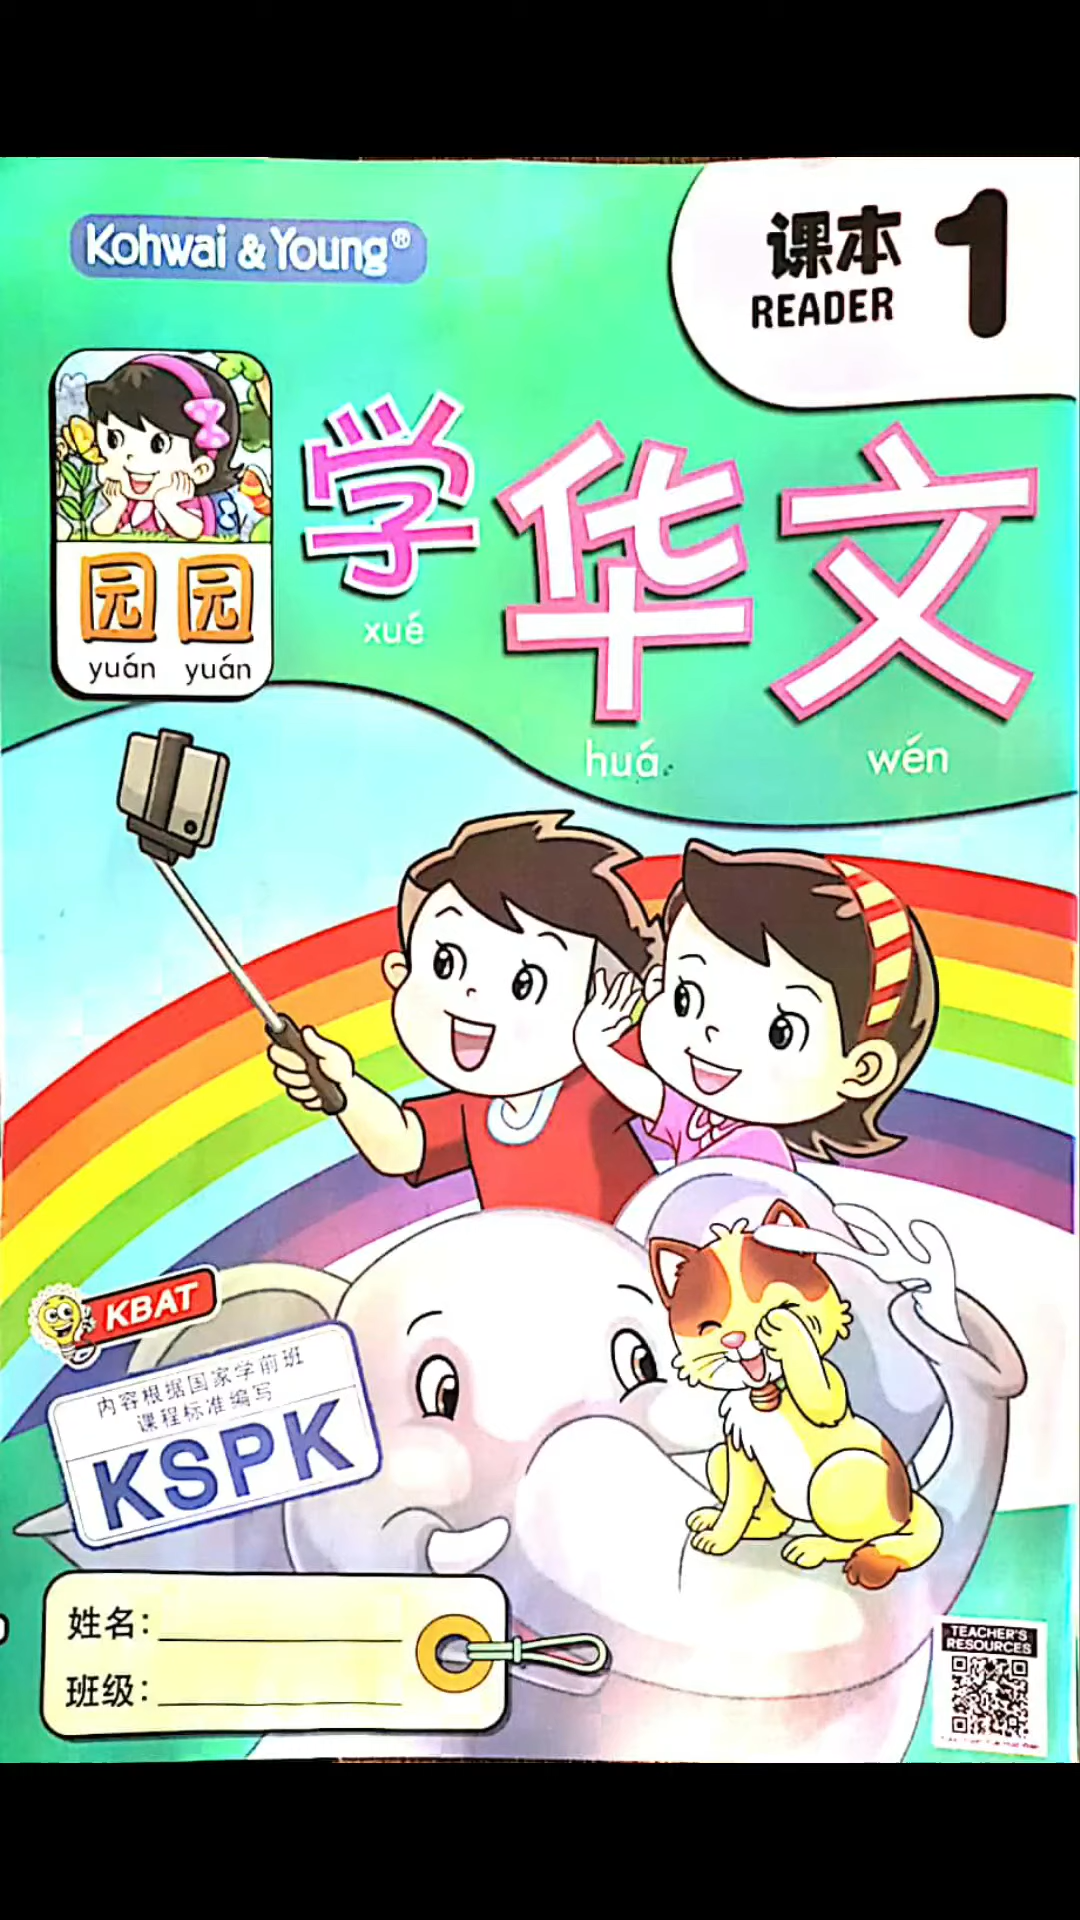 Kohwai & Young®
课本 1
READER
园园
yuán yuán
学华文
xué huá wén
KBAT
内容根据国家学前班
课程标准编写
KSPK
姓名：
班级：
TEACHER'S
RESOURCES